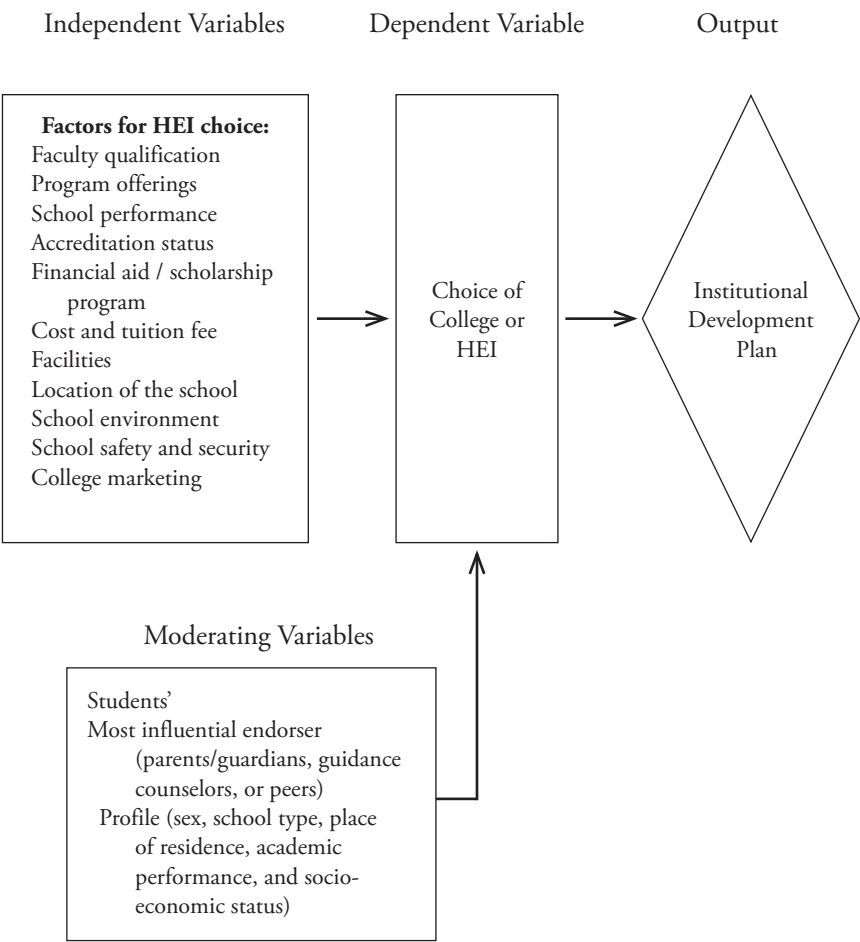 Independent Variables
Dependent Variable
Output
Factors for HEI choice:
Faculty qualification
Program offerings
School performance
Accreditation status
Financial aid / scholarship
program
Cost and tuition fee
Facilities
Location of the school
School environment
School safety and security
College marketing
Choice of
College or
HEI
Institutional
Development
Plan
Moderating Variables
Students’
Most influential endorser
(parents/guardians, guidance
counselors, or peers)
Profile (sex, school type, place
of residence, academic
performance, and socio-
economic status)